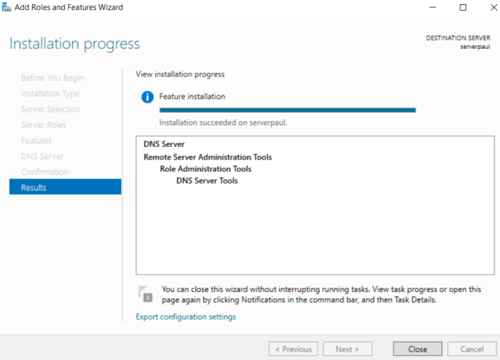 Add Roles and Features Wizard
Installation progress
DESTINATION SERVER
serverpaul
Before You Begin
Installation Type
Server Selection
Server Roles
Features
DNS Server
Confirmation
Results
View installation progress
Feature installation
Installation succeeded on serverpaul.
DNS Server
Remote Server Administration Tools
Role Administration Tools
DNS Server Tools
1
You can close this wizard without interrupting running tasks. View task progress or open this
page again by clicking Notifications in the command bar, and then Task Details.
Export configuration settings
< Previous
Next >
Close
Cancel